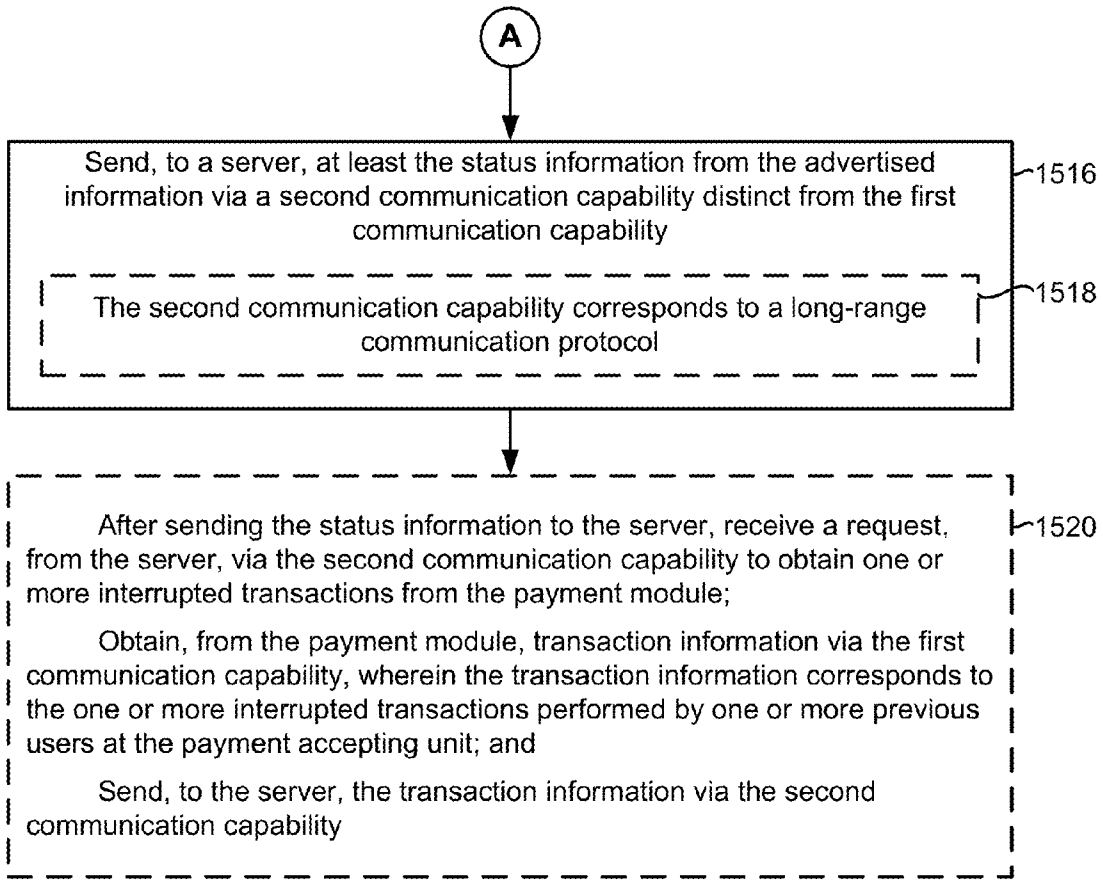 A
Send, to a server, at least the status information from the advertised
information via a second communication capability distinct from the first
communication capability
1516
The second communication capability corresponds to a long-range
communication protocol
1518
After sending the status information to the server, receive a request,
from the server, via the second communication capability to obtain one or
more interrupted transactions from the payment module;
1520
Obtain, from the payment module, transaction information via the first
communication capability, wherein the transaction information corresponds to
the one or more interrupted transactions performed by one or more previous
users at the payment accepting unit; and
Send, to the server, the transaction information via the second
communication capability